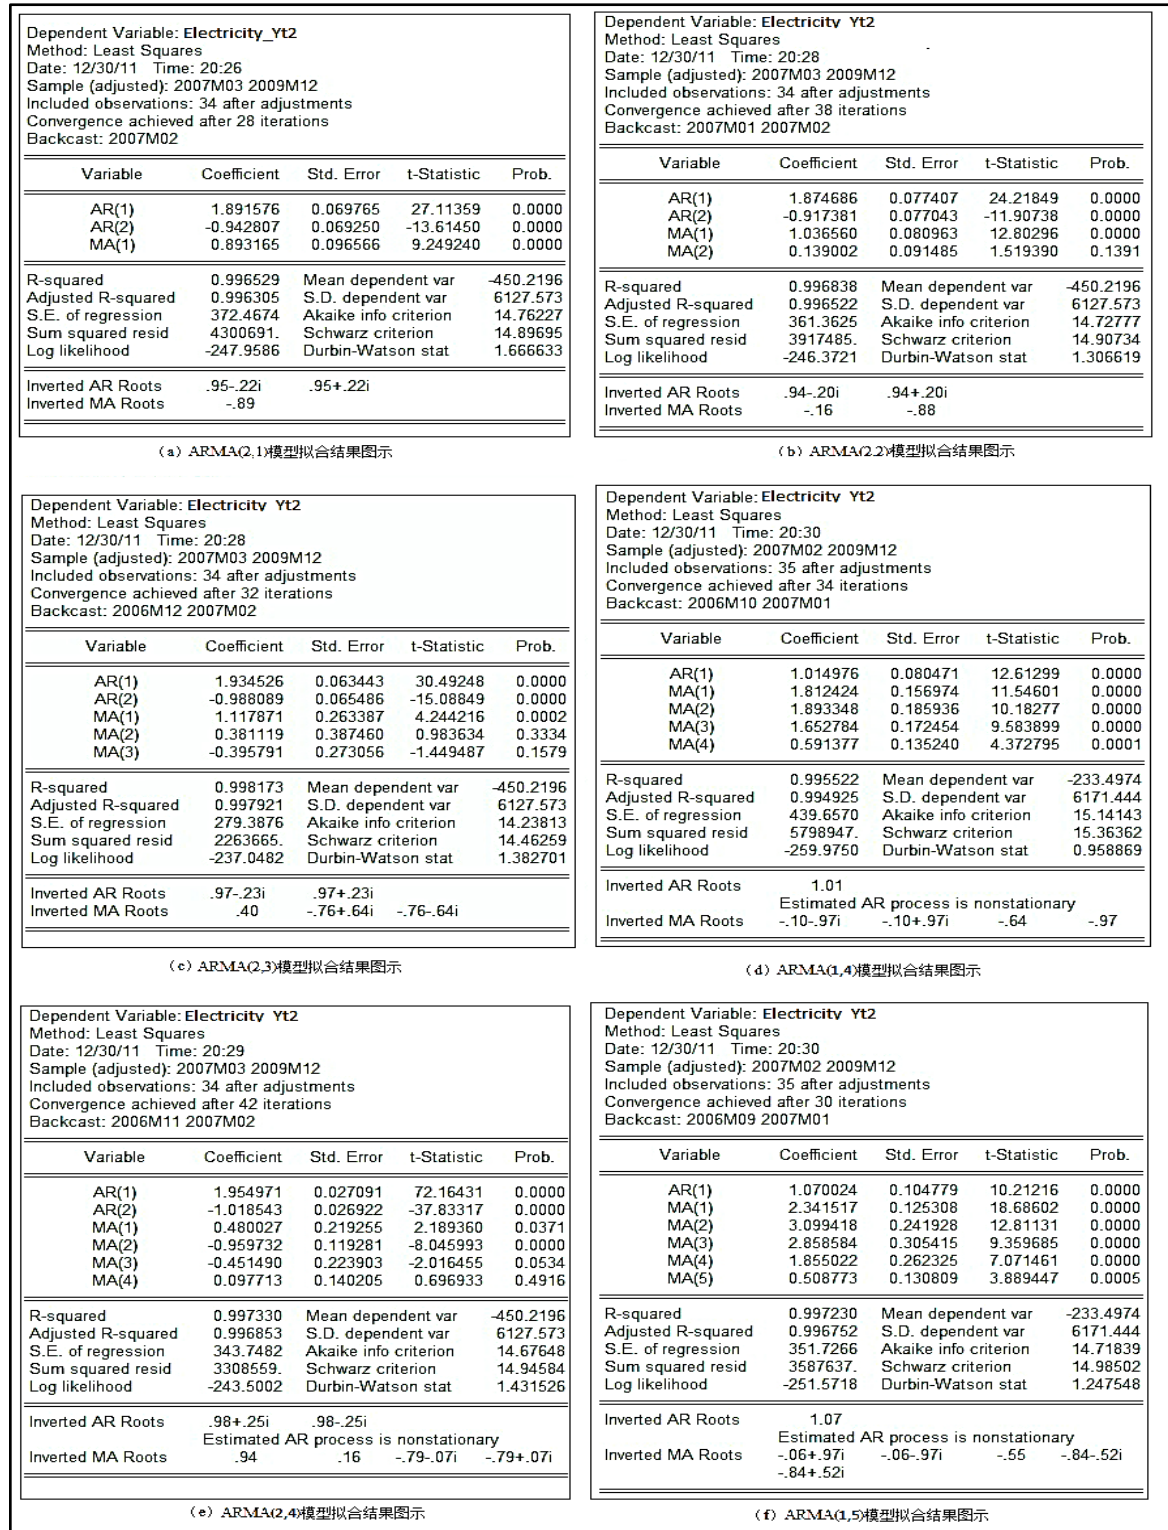 Dependent Variable: Electricity_Yt2
Method: Least Squares
Date: 12/30/11 Time: 20:26
Sample (adjusted): 2007M03 2009M12
Included observations: 34 after adjustments
Convergence achieved after 28 iterations
Backcast: 2007M02
Variable Coefficient Std. Error t-Statistic Prob.
AR(1) 1.891576 0.069765 27.11359 0.0000
AR(2) -0.942807 0.069250 -13.61450 0.0000
MA(1) 0.893165 0.096566 9.249240 0.0000
R-squared 0.996529 Mean dependent var -450.2196
Adjusted R-squared 0.996305 S.D. dependent var 6127.573
S.E. of regression 372.4674 Akaike info criterion 14.76227
Sum squared resid 4300691. Schwarz criterion 14.89695
Log likelihood -247.9586 Durbin-Watson stat 1.666633
Inverted AR Roots .95-.22i .95+.22i
Inverted MA Roots -.89
（a）ARMA(2,1)模型拟合结果图示
Dependent Variable: Electricity Yt2
Method: Least Squares
Date: 12/30/11 Time: 20:28
Sample (adjusted): 2007M03 2009M12
Included observations: 34 after adjustments
Convergence achieved after 38 iterations
Backcast: 2007M01 2007M02
Variable Coefficient Std. Error t-Statistic Prob.
AR(1) 1.874686 0.077407 24.21849 0.0000
AR(2) -0.917381 0.077043 -11.90738 0.0000
MA(1) 1.036560 0.080963 12.80296 0.0000
MA(2) 0.139002 0.091485 1.519390 0.1391
R-squared 0.996838 Mean dependent var -450.2196
Adjusted R-squared 0.996522 S.D. dependent var 6127.573
S.E. of regression 361.3625 Akaike info criterion 14.72777
Sum squared resid 3917485. Schwarz criterion 14.90734
Log likelihood -246.3721 Durbin-Watson stat 1.306619
Inverted AR Roots .94-.20i .94+.20i
Inverted MA Roots -.16 -.88
（b）ARMA(2.2)模型拟合结果图示
Dependent Variable: Electricity Yt2
Method: Least Squares
Date: 12/30/11 Time: 20:28
Sample (adjusted): 2007M03 2009M12
Included observations: 34 after adjustments
Convergence achieved after 32 iterations
Backcast: 2006M12 2007M02
Variable Coefficient Std. Error t-Statistic Prob.
AR(1) 1.934526 0.063443 30.49248 0.0000
AR(2) -0.988089 0.065486 -15.08849 0.0000
MA(1) 1.117871 0.263387 4.244216 0.0002
MA(2) 0.381119 0.387460 0.983634 0.3334
MA(3) -0.395791 0.273056 -1.449487 0.1579
R-squared 0.998173 Mean dependent var -450.2196
Adjusted R-squared 0.997921 S.D. dependent var 6127.573
S.E. of regression 279.3876 Akaike info criterion 14.23813
Sum squared resid 2263665. Schwarz criterion 14.46259
Log likelihood -237.0482 Durbin-Watson stat 1.382701
Inverted AR Roots .97-.23i .97+.23i
Inverted MA Roots .40 -.76+.64i -.76-.64i
（c）ARMA(2,3)模型拟合结果图示
Dependent Variable: Electricity Yt2
Method: Least Squares
Date: 12/30/11 Time: 20:30
Sample (adjusted): 2007M02 2009M12
Included observations: 35 after adjustments
Convergence achieved after 34 iterations
Backcast: 2006M10 2007M01
Variable Coefficient Std. Error t-Statistic Prob.
AR(1) 1.014976 0.080471 12.61299 0.0000
MA(1) 1.812424 0.156974 11.54601 0.0000
MA(2) 1.893348 0.185936 10.18277 0.0000
MA(3) 1.652784 0.172454 9.583899 0.0000
MA(4) 0.591377 0.135240 4.372795 0.0001
R-squared 0.995522 Mean dependent var -233.4974
Adjusted R-squared 0.994925 S.D. dependent var 6171.444
S.E. of regression 439.6570 Akaike info criterion 15.14143
Sum squared resid 5798947. Schwarz criterion 15.36362
Log likelihood -259.9750 Durbin-Watson stat 0.958869
Inverted AR Roots 1.01
Estimated AR process is nonstationary
Inverted MA Roots -.10-.97i -.10+.97i -.64 -.97
（d）ARMA(1,4)模型拟合结果图示
Dependent Variable: Electricity Yt2
Method: Least Squares
Date: 12/30/11 Time: 20:29
Sample (adjusted): 2007M03 2009M12
Included observations: 34 after adjustments
Convergence achieved after 42 iterations
Backcast: 2006M11 2007M02
Variable Coefficient Std. Error t-Statistic Prob.
AR(1) 1.954971 0.027091 72.16431 0.0000
AR(2) -1.018543 0.026922 -37.83317 0.0000
MA(1) 0.480027 0.219255 2.189360 0.0371
MA(2) -0.959732 0.119281 -8.045993 0.0000
MA(3) -0.451490 0.223903 -2.016455 0.0534
MA(4) 0.097713 0.140205 0.696933 0.4916
R-squared 0.997330 Mean dependent var -450.2196
Adjusted R-squared 0.996853 S.D. dependent var 6127.573
S.E. of regression 343.7482 Akaike info criterion 14.67648
Sum squared resid 3308559. Schwarz criterion 14.94584
Log likelihood -243.5002 Durbin-Watson stat 1.431526
Inverted AR Roots .98+.25i .98-.25i
Estimated AR process is nonstationary
Inverted MA Roots .94 .16 -.79-.07i -.79+.07i
（e）ARMA(2,4)模型拟合结果图示
Dependent Variable: Electricity Yt2
Method: Least Squares
Date: 12/30/11 Time: 20:30
Sample (adjusted): 2007M02 2009M12
Included observations: 35 after adjustments
Convergence achieved after 30 iterations
Backcast: 2006M09 2007M01
Variable Coefficient Std. Error t-Statistic Prob.
AR(1) 1.070024 0.104779 10.21216 0.0000
MA(1) 2.341517 0.125308 18.68602 0.0000
MA(2) 3.099418 0.241928 12.81131 0.0000
MA(3) 2.858584 0.305415 9.359685 0.0000
MA(4) 1.855022 0.262325 7.071461 0.0000
MA(5) 0.508773 0.130809 3.889447 0.0005
R-squared 0.997230 Mean dependent var -233.4974
Adjusted R-squared 0.996752 S.D. dependent var 6171.444
S.E. of regression 351.7266 Akaike info criterion 14.71839
Sum squared resid 3587637. Schwarz criterion 14.98502
Log likelihood -251.5718 Durbin-Watson stat 1.247548
Inverted AR Roots 1.07
Estimated AR process is nonstationary
Inverted MA Roots -.06+.97i -.06-.97i -.55 -.84-.52i
-.84+.52i
（f）ARMA(1,5)模型拟合结果图示